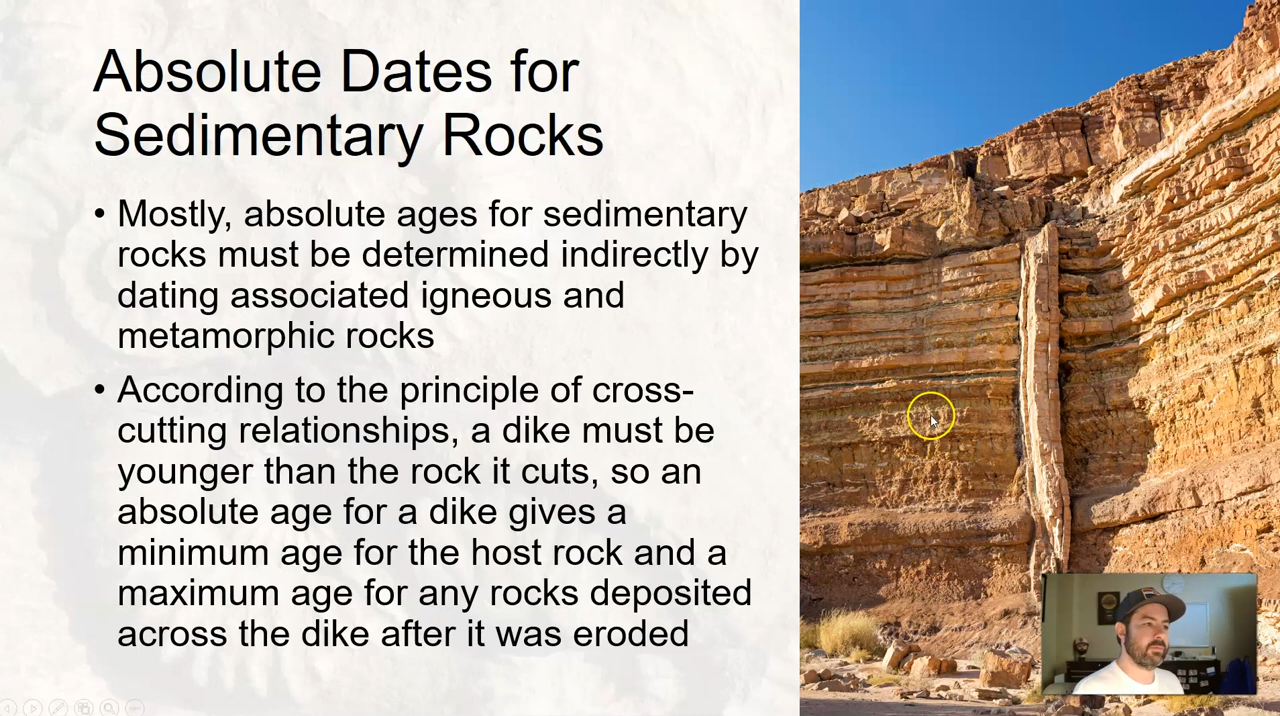 Absolute Dates for
Sedimentary Rocks
• Mostly, absolute ages for sedimentary
rocks must be determined indirectly by
dating associated igneous and
metamorphic rocks
• According to the principle of cross-
cutting relationships, a dike must be
younger than the rock it cuts, so an
absolute age for a dike gives a
minimum age for the host rock and a
maximum age for any rocks deposited
across the dike after it was eroded